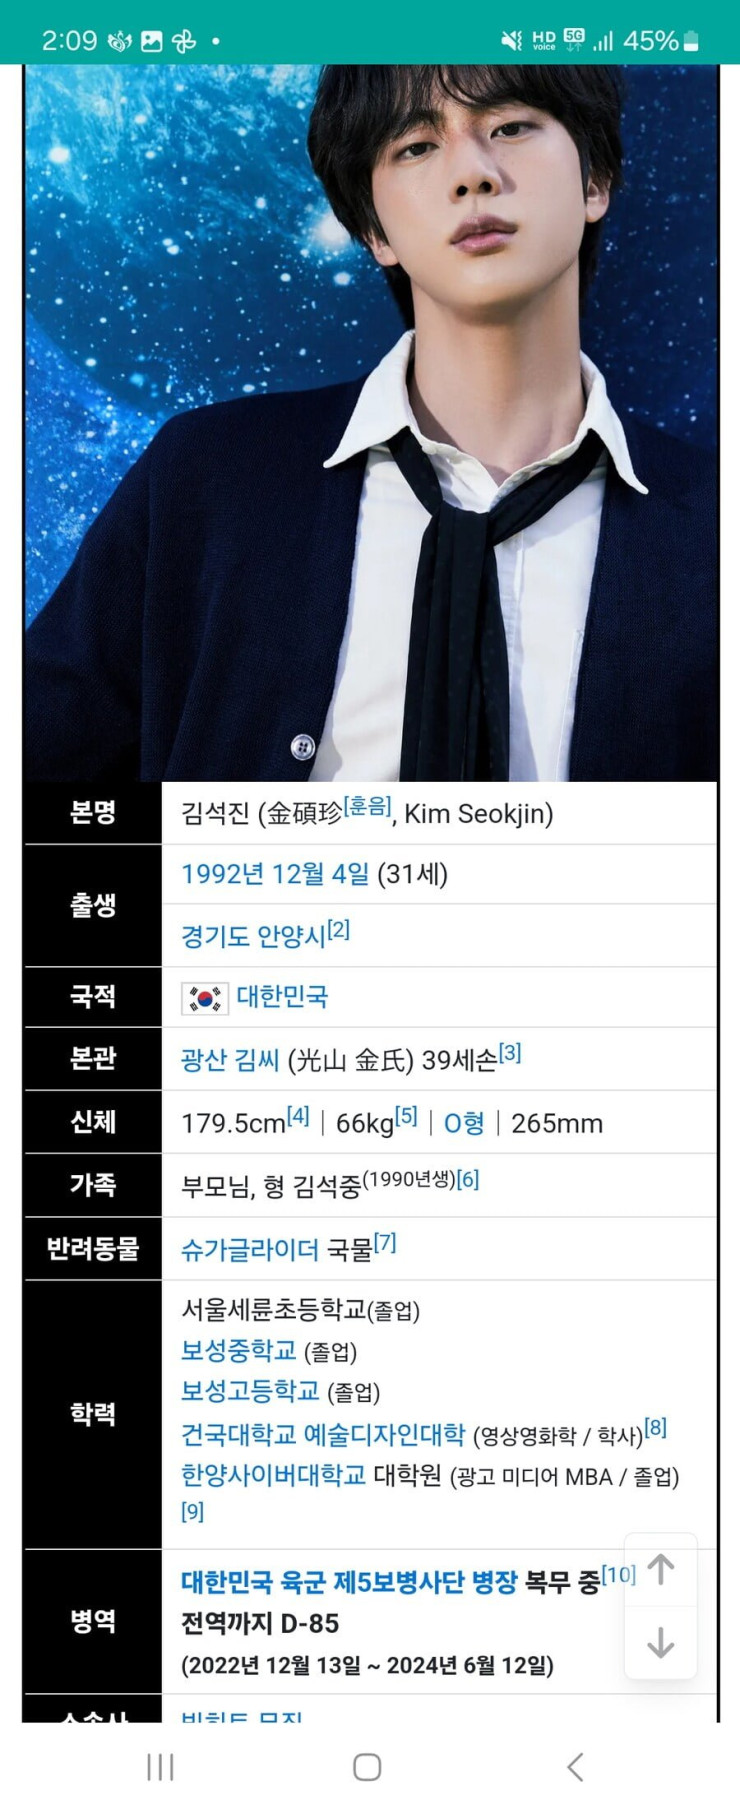 2:09
HD voice 5G 45%
본명 김석진 (金碩珍[훈음], Kim Seokjin)
출생 1992년 12월 4일 (31세)
경기도 안양시[2]
국적 대한민국
본관 광산 김씨 (光山 金氏) 39세손[3]
신체 179.5cm[4] | 66kg[5] | O형 | 265mm
가족 부모님, 형 김석중(1990년생)[6]
반려동물 슈가글라이더 국물[7]
학력
서울세륜초등학교(졸업)
보성중학교 (졸업)
보성고등학교 (졸업)
건국대학교 예술디자인대학 (영상영화학 / 학사)[8]
한양사이버대학교 대학원 (광고 미디어 MBA / 졸업)
[9]
병역
대한민국 육군 제5보병사단 병장 복무 중[10]
전역까지 D-85
(2022년 12월 13일 ~ 2024년 6월 12일)